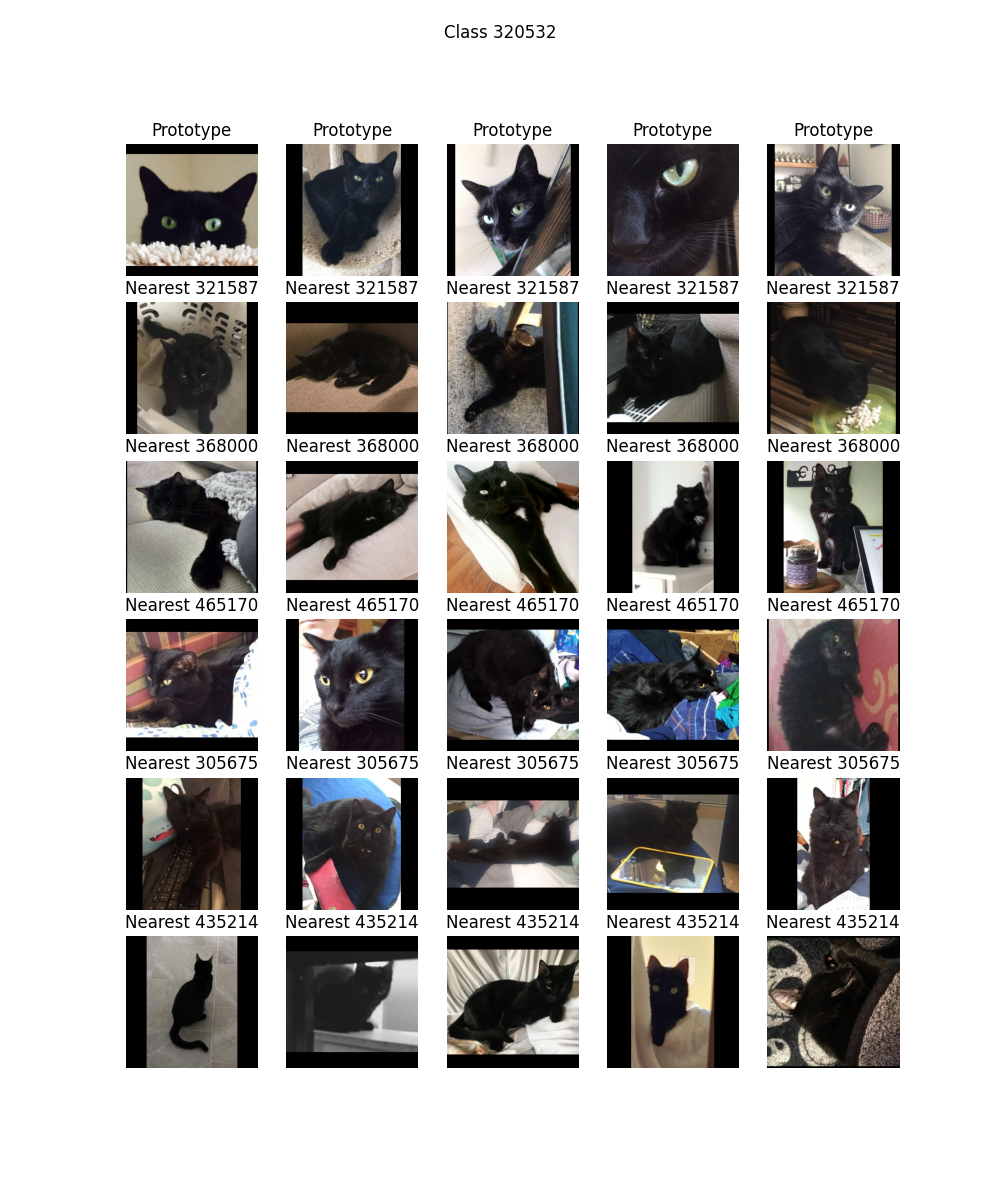 Class 320532
Prototype Prototype Prototype Prototype Prototype
Nearest 321587 Nearest 321587 Nearest 321587 Nearest 321587 Nearest 321587
Nearest 368000 Nearest 368000 Nearest 368000 Nearest 368000 Nearest 368000
Nearest 465170 Nearest 465170 Nearest 465170 Nearest 465170 Nearest 465170
Nearest 305675 Nearest 305675 Nearest 305675 Nearest 305675 Nearest 305675
Nearest 435214 Nearest 435214 Nearest 435214 Nearest 435214 Nearest 435214